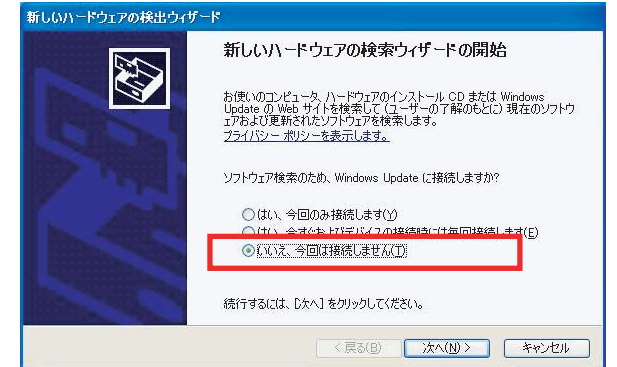 新しいハードウェアの検出ウィザード
新しいハードウェアの検索ウィザードの開始
お使いのコンピュータ、ハードウェアのインストール CD または Windows
Update の Web サイトを検索して (ユーザーの了解のもとに) 現在のソフトウ
ェアおよび更新されたソフトウェアを検索します。
プライバシー ポリシーを表示します。
ソフトウェア検索のため、Windows Update に接続しますか?
はい、今回のみ接続します(Y)
はい、今すぐおよびデバイスの接続時には毎回接続します(E)
いいえ、今回は接続しません(T)
続行するには、[次へ] をクリックしてください。
< 戻る(B)
次へ(N) >
キャンセル